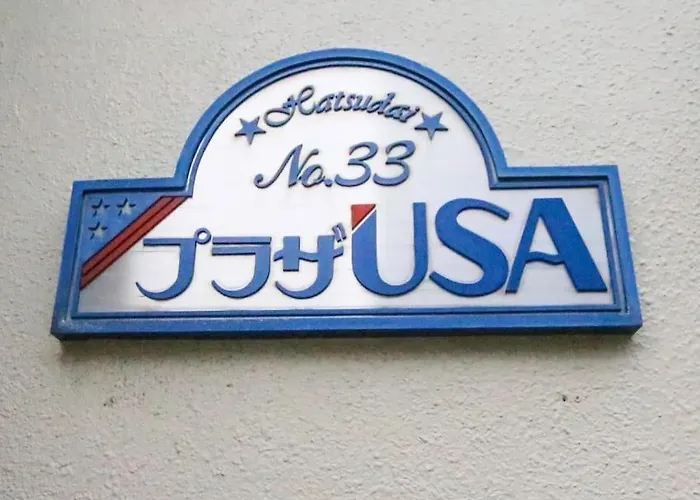 Hatsudai
No.33
プラザUSA